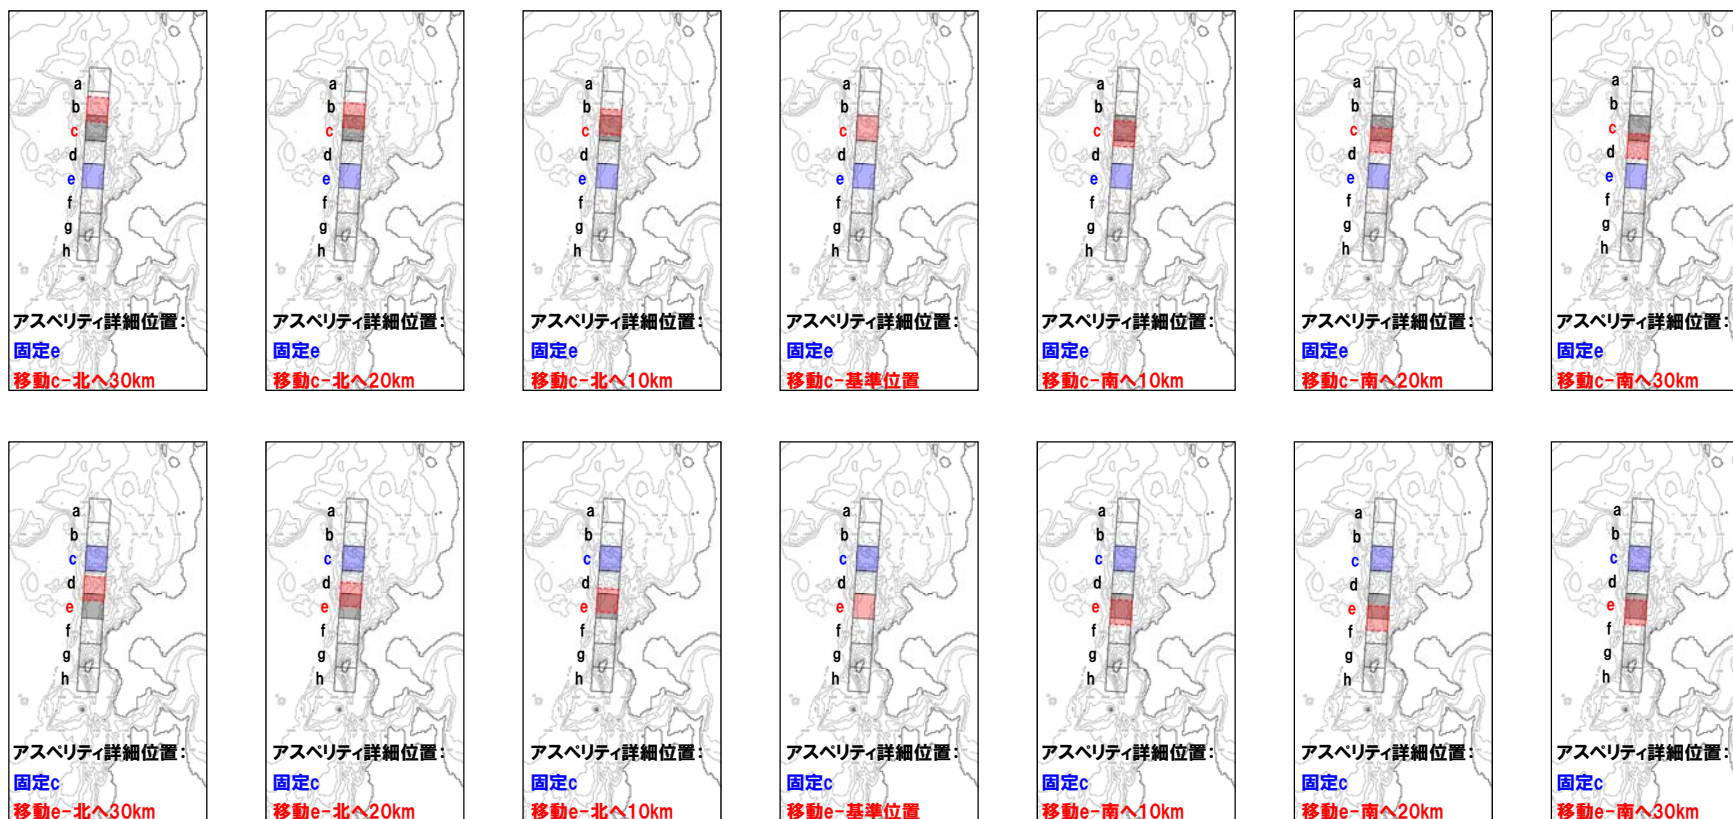 a
b
c
d
e
f
g
h
アスペリティ詳細位置:
固定e
移動c-北へ30km
a
b
c
d
e
f
g
h
アスペリティ詳細位置:
固定e
移動c-北へ20km
a
b
c
d
e
f
g
h
アスペリティ詳細位置:
固定e
移動c-北へ10km
a
b
c
d
e
f
g
h
アスペリティ詳細位置:
固定e
移動c-基準位置
a
b
c
d
e
f
g
h
アスペリティ詳細位置:
固定e
移動c-南へ10km
a
b
c
d
e
f
g
h
アスペリティ詳細位置:
固定e
移動c-南へ20km
a
b
c
d
e
f
g
h
アスペリティ詳細位置:
固定e
移動c-南へ30km
a
b
c
d
e
f
g
h
アスペリティ詳細位置:
固定c
移動e-北へ30km
a
b
c
d
e
f
g
h
アスペリティ詳細位置:
固定c
移動e-北へ20km
a
b
c
d
e
f
g
h
アスペリティ詳細位置:
固定c
移動e-北へ10km
a
b
c
d
e
f
g
h
アスペリティ詳細位置:
固定c
移動e-基準位置
a
b
c
d
e
f
g
h
アスペリティ詳細位置:
固定c
移動e-南へ10km
a
b
c
d
e
f
g
h
アスペリティ詳細位置:
固定c
移動e-南へ20km
a
b
c
d
e
f
g
h
アスペリティ詳細位置:
固定c
移動e-南へ30km